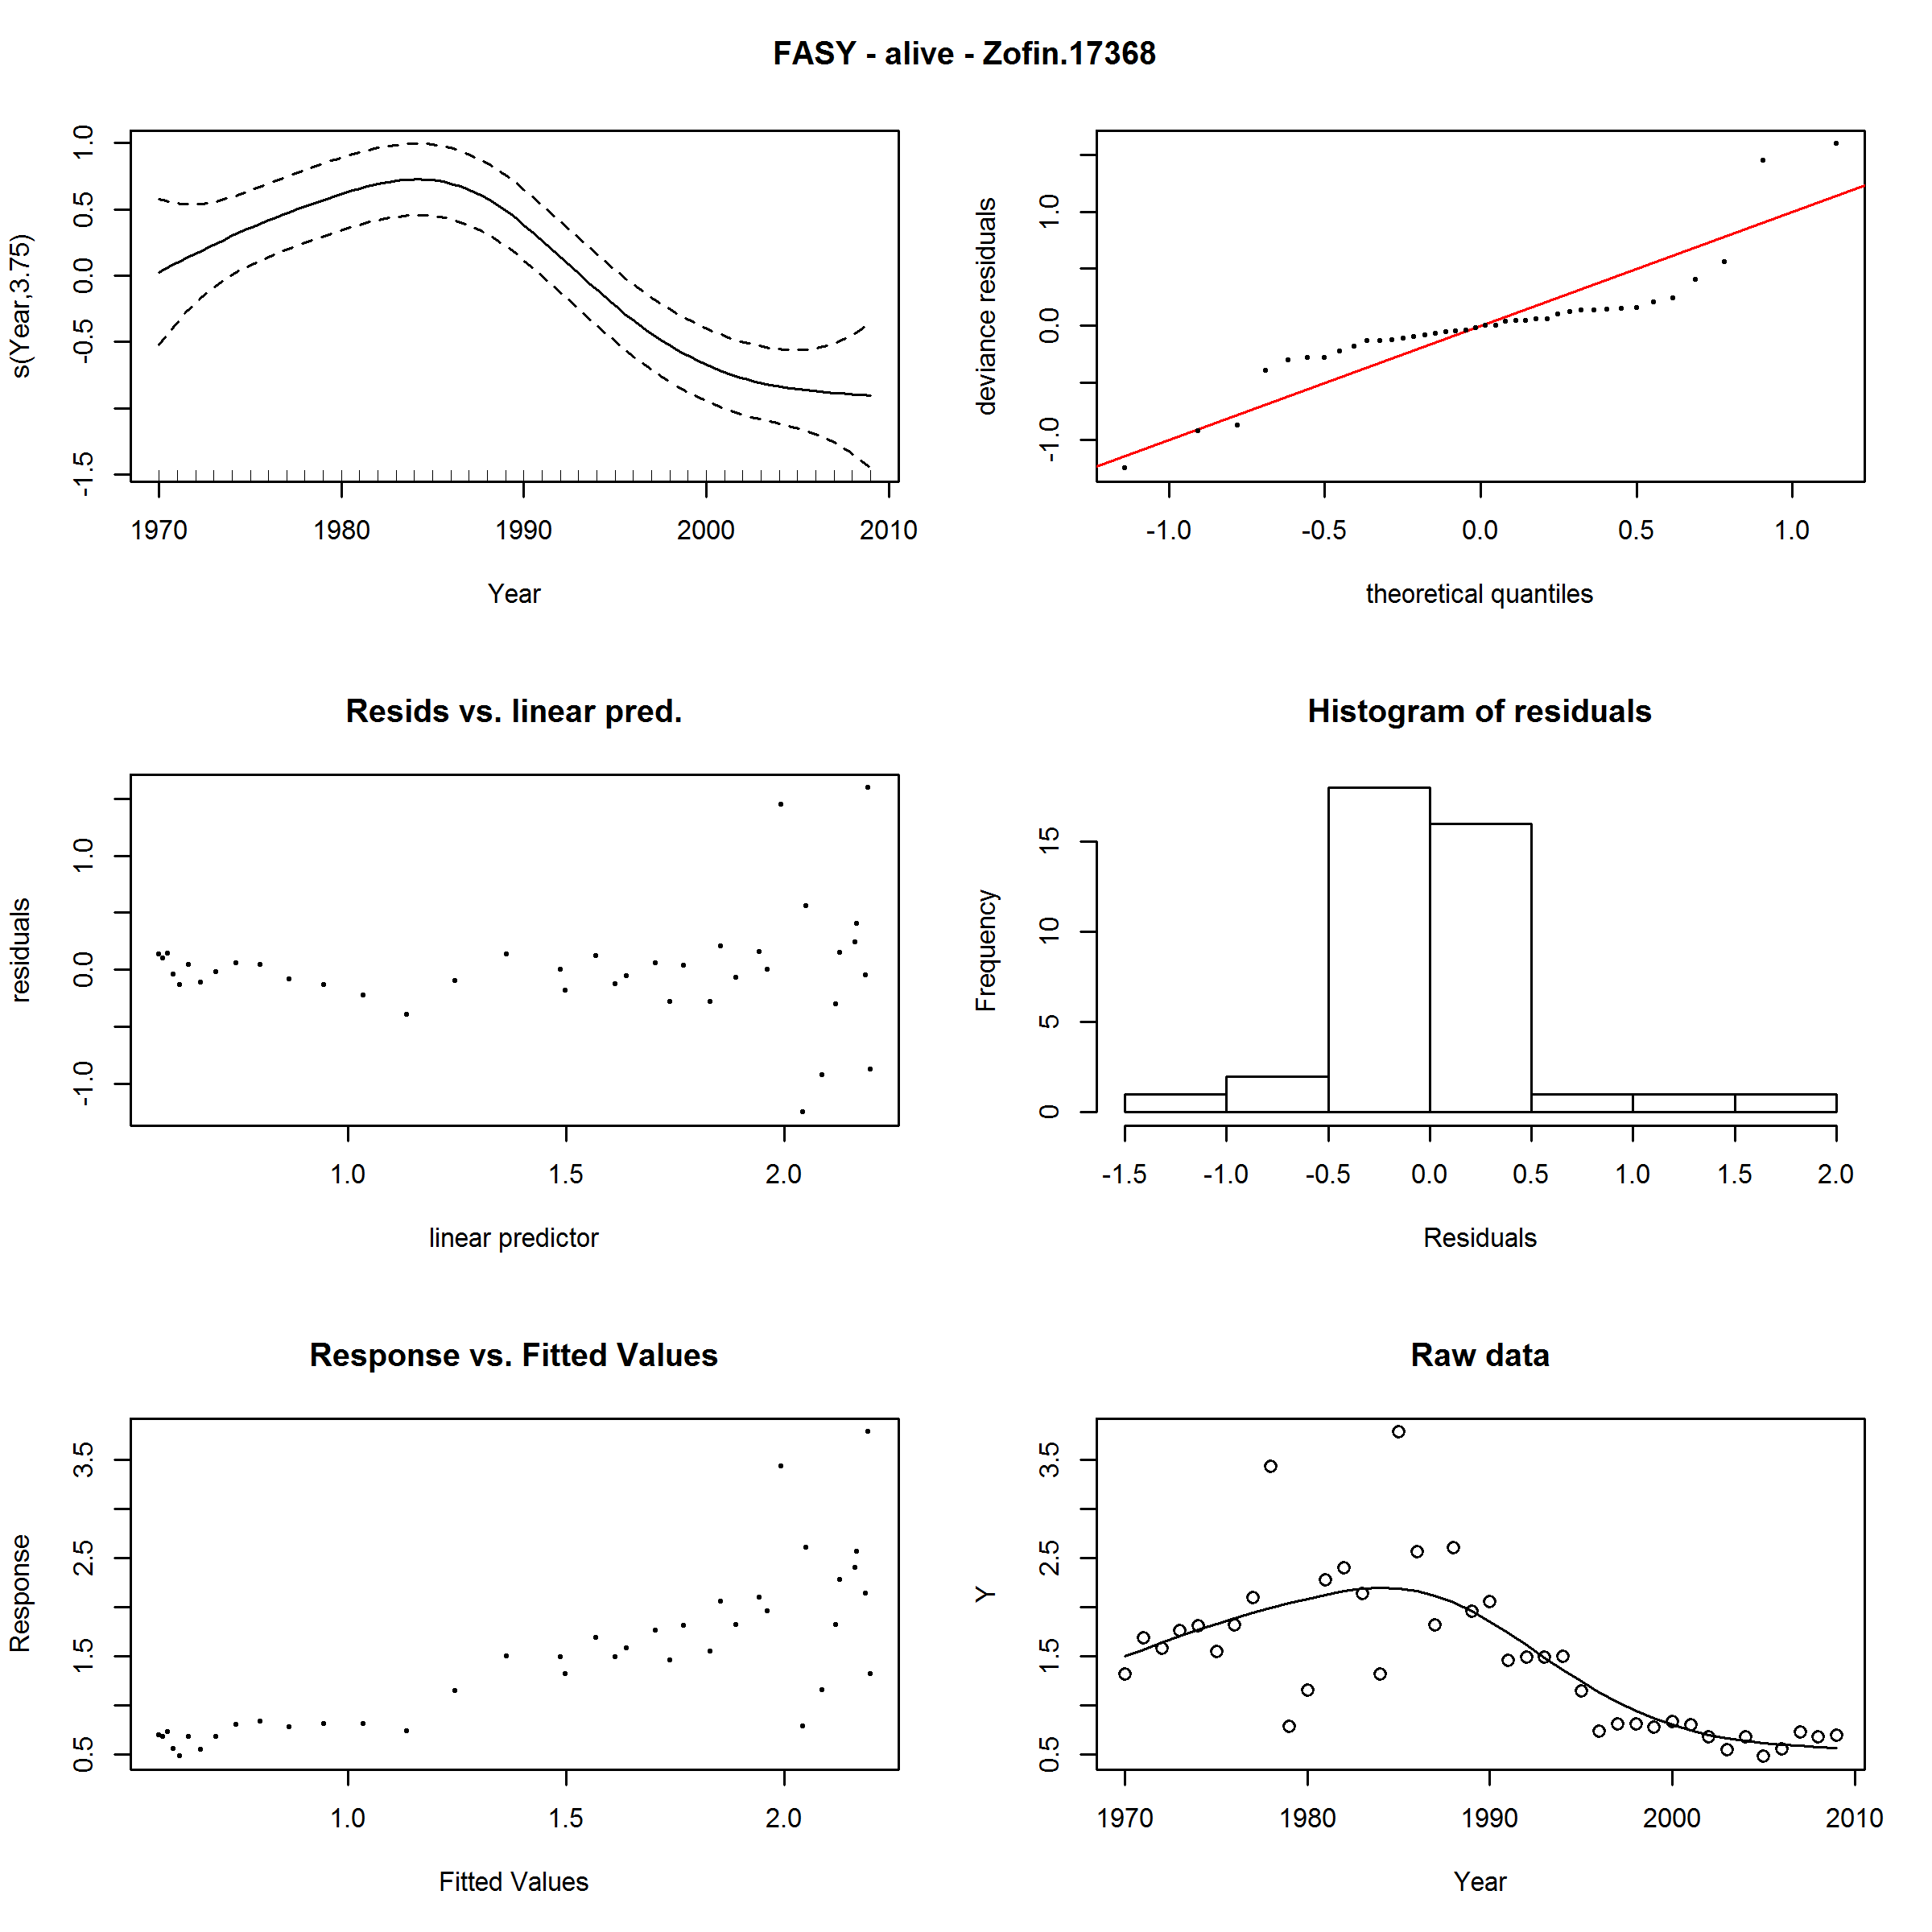 FASY - alive - Zofin.17368
s(Year,3.75)
1.0
0.5
0.0
-0.5
-1.5
1970 1980 1990 2000 2010
Year
deviance residuals
1.0
0.0
-1.0
-1.0 -0.5 0.0 0.5 1.0
theoretical quantiles
Resids vs. linear pred.
residuals
1.0
0.0
-1.0
1.0 1.5 2.0
linear predictor
Histogram of residuals
Frequency
15
10
5
0
-1.5 -1.0 -0.5 0.0 0.5 1.0 1.5 2.0
Residuals
Response vs. Fitted Values
Response
3.5
2.5
1.5
0.5
1.0 1.5 2.0
Fitted Values
Raw data
Y
3.5
2.5
1.5
0.5
1970 1980 1990 2000 2010
Year